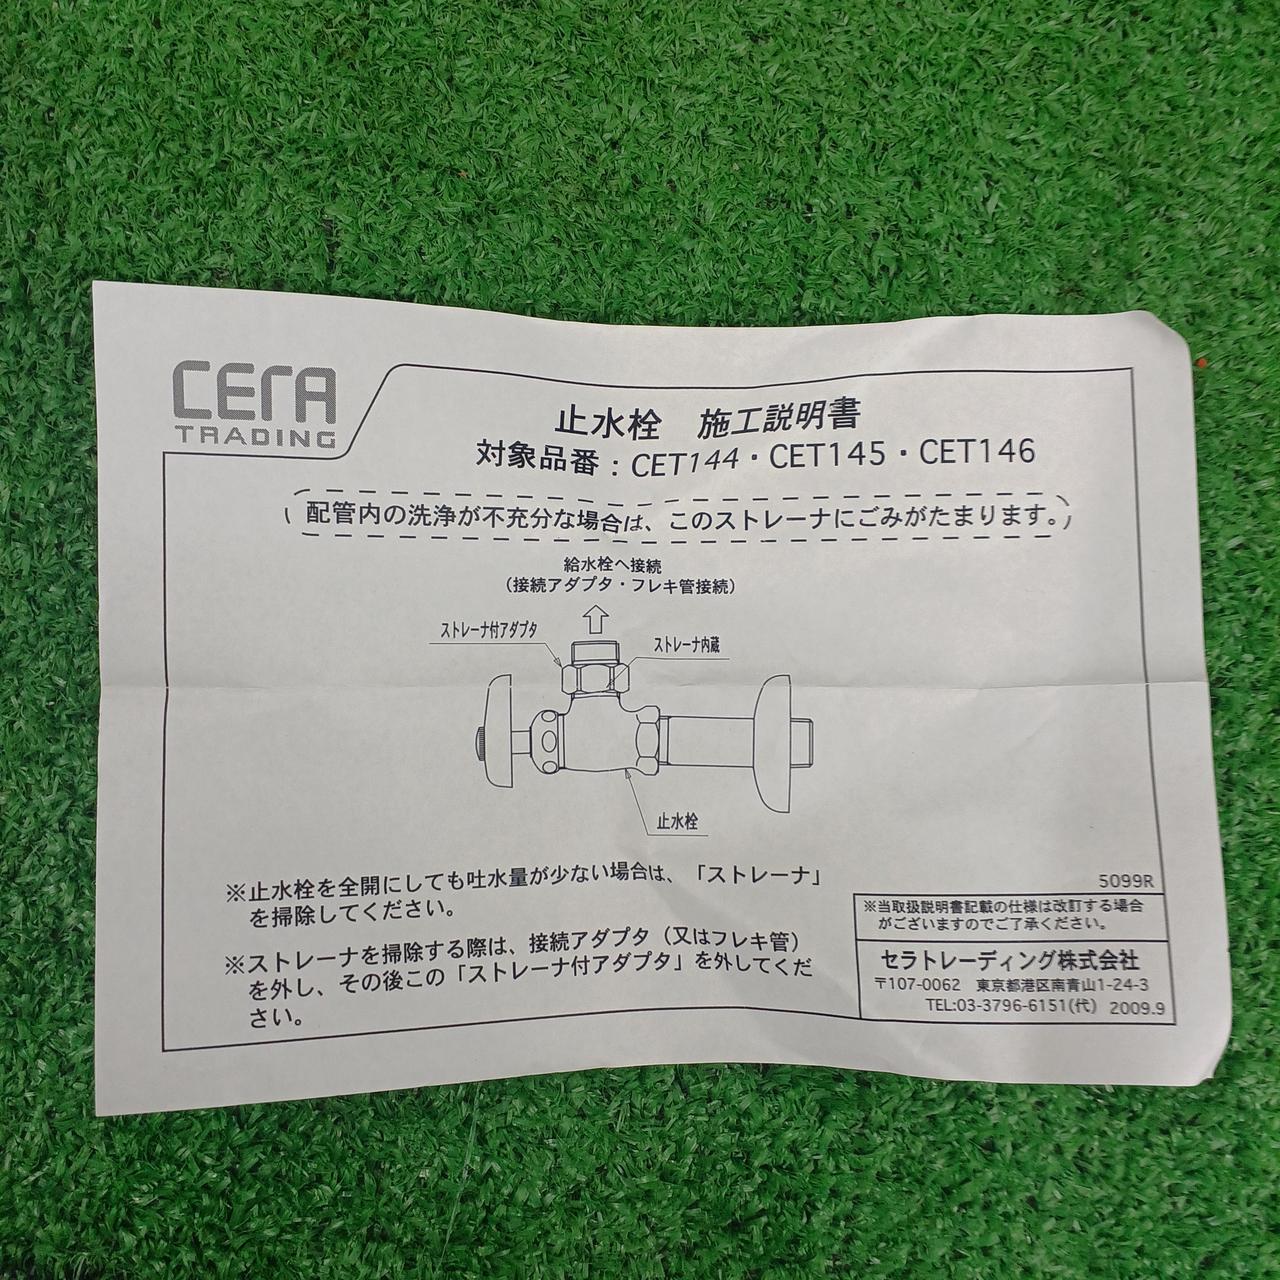 CERA
TRADING
止水栓 施工説明書
対象品番：CET144・CET145・CET146
配管内の洗浄が不充分な場合は、このストレーナにごみがたまります。
給水栓へ接続
（接続アダプタ・フレキ管接続）
ストレーナ付アダプタ
ストレーナ内蔵
止水栓
※止水栓を全開にしても吐水量が少ない場合は、「ストレーナ」
を掃除してください。
※ストレーナを掃除する際は、接続アダプタ（又はフレキ管）
を外し、その後この「ストレーナ付アダプタ」を外してくだ
さい。
5099R
※当取扱説明書記載の仕様は改訂する場合
がございますのでご了承ください。
セラトレーディング株式会社
〒107-0062 東京都港区南青山1-24-3
TEL:03-3796-6151(代) 2009.9